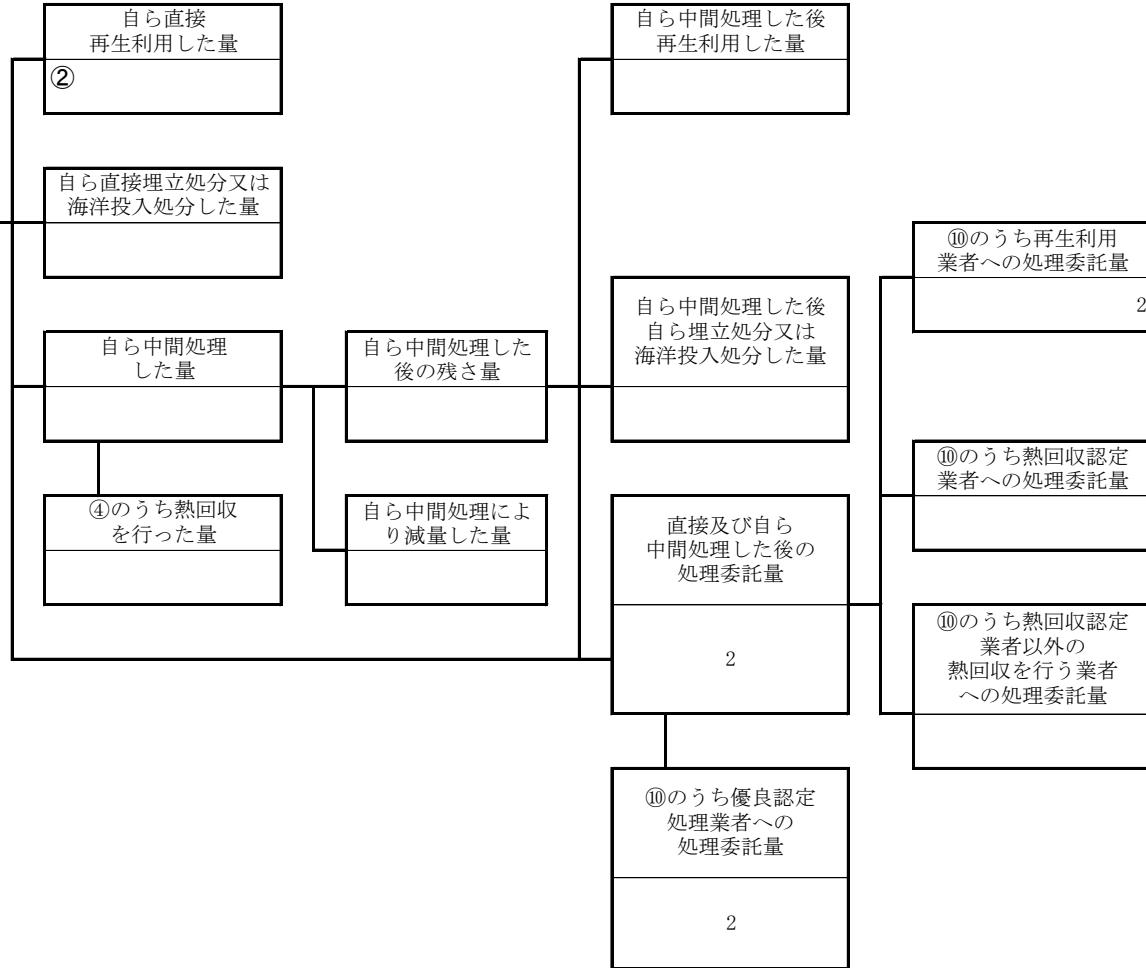 自ら直接
再生利用した量
②
自ら中間処理した後
再生利用した量
自ら直接埋立処分又は
海洋投入処分した量
⑩のうち再生利用
業者への処理委託量
2
自ら中間処理した後
自ら埋立処分又は
海洋投入処分した量
自ら中間処理
した量
自ら中間処理した
後の残さ量
⑩のうち熱回収認定
業者への処理委託量
④のうち熱回収
を行った量
自ら中間処理によ
り減量した量
直接及び自ら
中間処理した後の
処理委託量
2
⑩のうち熱回収認定
業者以外の
熱回収を行う業者
への処理委託量
⑩のうち優良認定
処理業者への
処理委託量
2